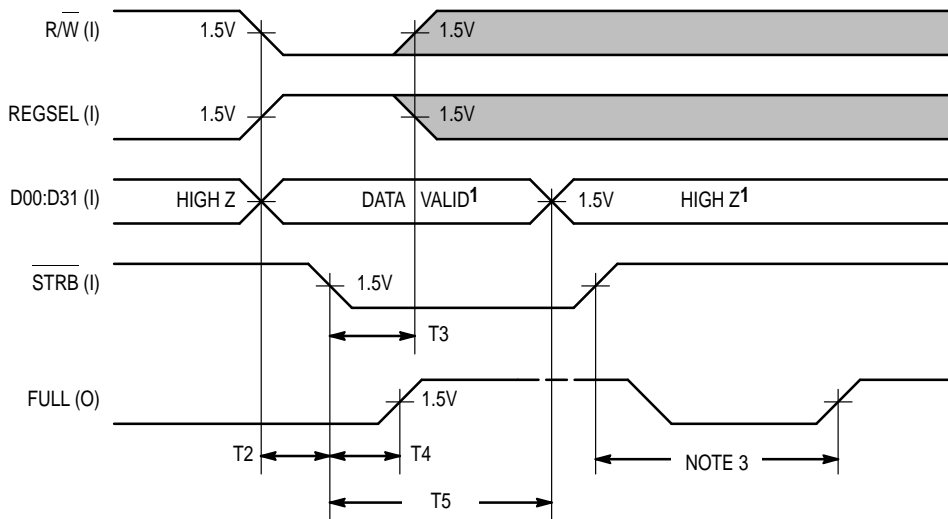 R/W̅ (I) 1.5V 1.5V
REGSEL (I) 1.5V 1.5V
D00:D31 (I) HIGH Z DATA VALID1 1.5V HIGH Z1
S̅T̅R̅B̅ (I) 1.5V
T3
FULL (O) 1.5V
T2 T4 NOTE 3
T5